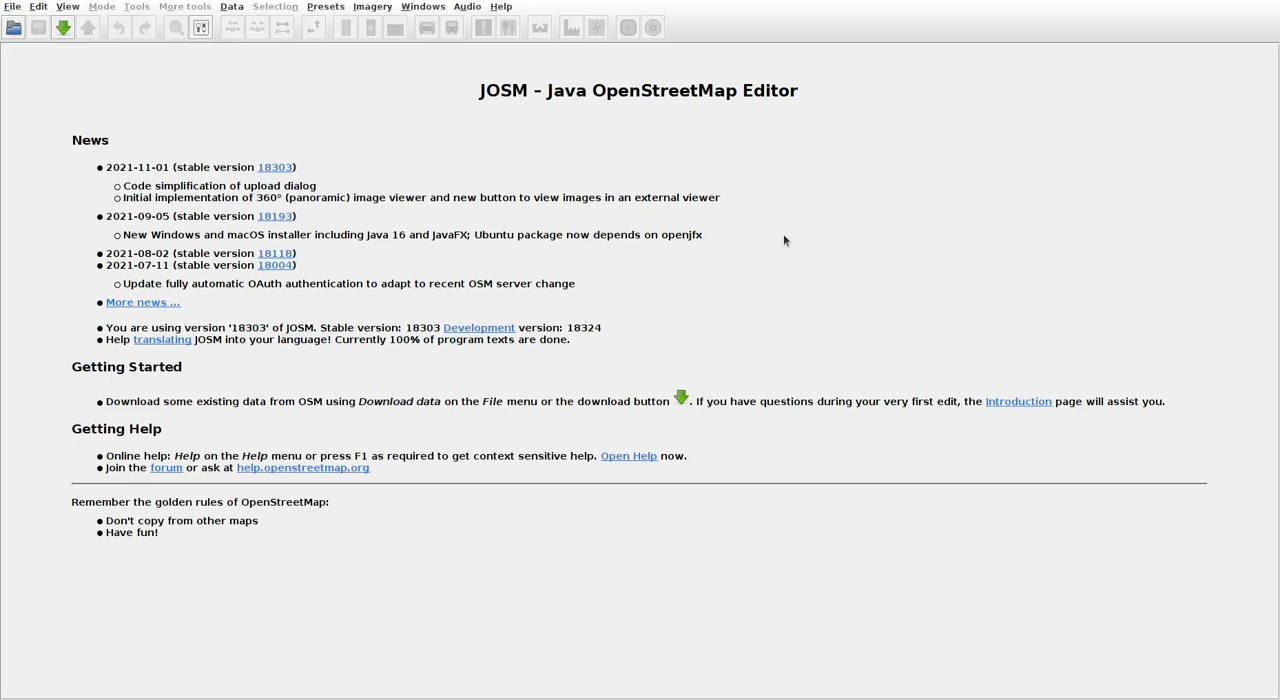 File Edit View Mode Tools More tools Data Selection Presets Imagery Windows Audio Help
JOSM – Java OpenStreetMap Editor
News
2021-11-01 (stable version 18303)
Code simplification of upload dialog
Initial implementation of 360° (panoramic) image viewer and new button to view images in an external viewer
2021-09-05 (stable version 18193)
New Windows and macOS installer including Java 16 and JavaFX; Ubuntu package now depends on openjfx
2021-08-02 (stable version 18118)
2021-07-11 (stable version 18004)
Update fully automatic OAuth authentication to adapt to recent OSM server change
More news ...
You are using version '18303' of JOSM. Stable version: 18303 Development version: 18324
Help translating JOSM into your language! Currently 100% of program texts are done.
Getting Started
Download some existing data from OSM using Download data on the File menu or the download button . If you have questions during your very first edit, the Introduction page will assist you.
Getting Help
Online help: Help on the Help menu or press F1 as required to get context sensitive help. Open Help now.
Join the forum or ask at help.openstreetmap.org
Remember the golden rules of OpenStreetMap:
Don't copy from other maps
Have fun!